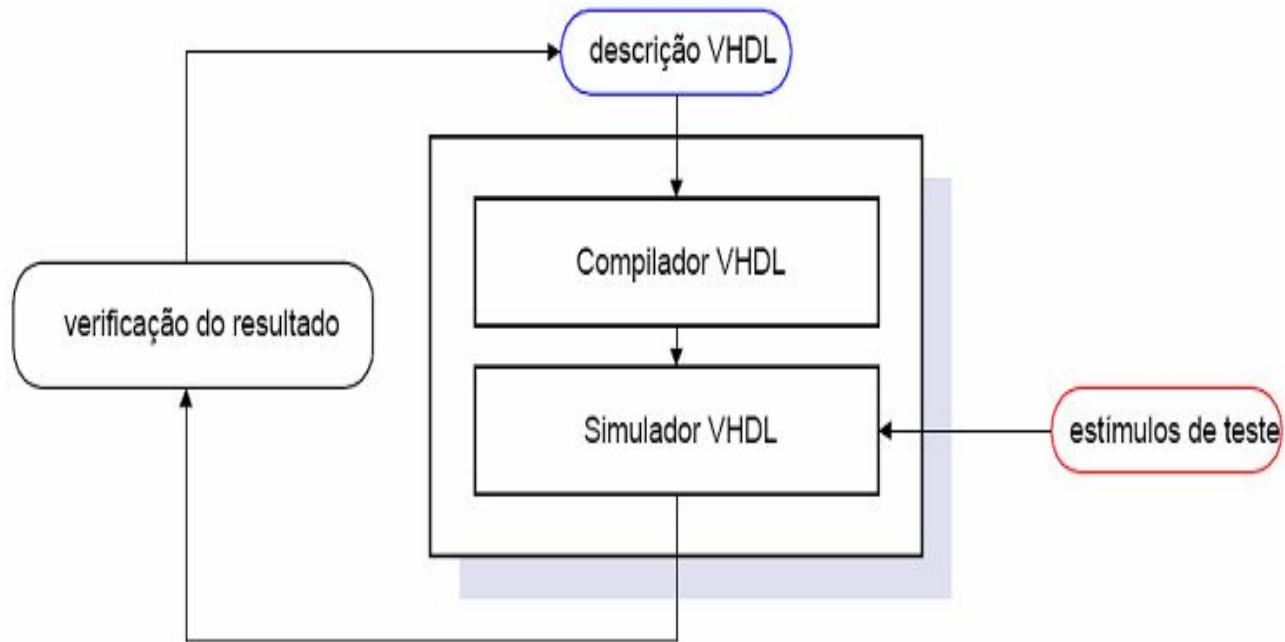 descrição VHDL
Compilador VHDL
verificação do resultado
Simulador VHDL
estímulos de teste